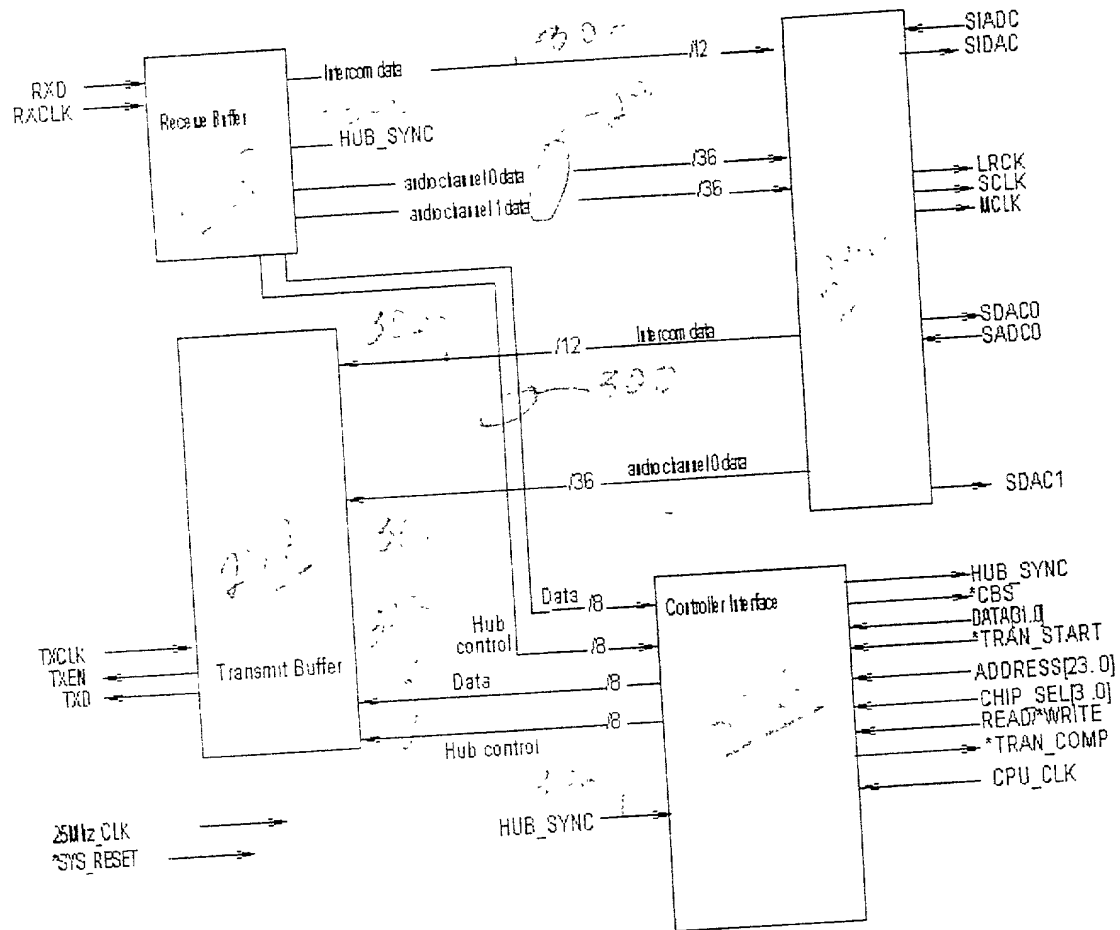 SIADC
SIDAC
Intercom data
/12
RXD
RXCLK
Receive Buffer
HUB_SYNC
audio channel 0 data
/36
audio channel 1 data
/36
LRCK
SCLK
MCLK
SDAC0
SADC0
/12
Intercom data
300
/36
audio channel 0 data
SDAC1
Data
/8
Hub
control
/8
Controller Interface
HUB_SYNC
*CBS
DATA[31..0]
*TRAN_START
ADDRESS[23..0]
CHIP_SEL[3..0]
READ/*WRITE
*TRAN_COMP
CPU_CLK
TXCLK
TXEN
TXD
Transmit Buffer
Data
/8
Hub control
/8
HUB_SYNC
25Mhz_CLK
*SYS_RESET